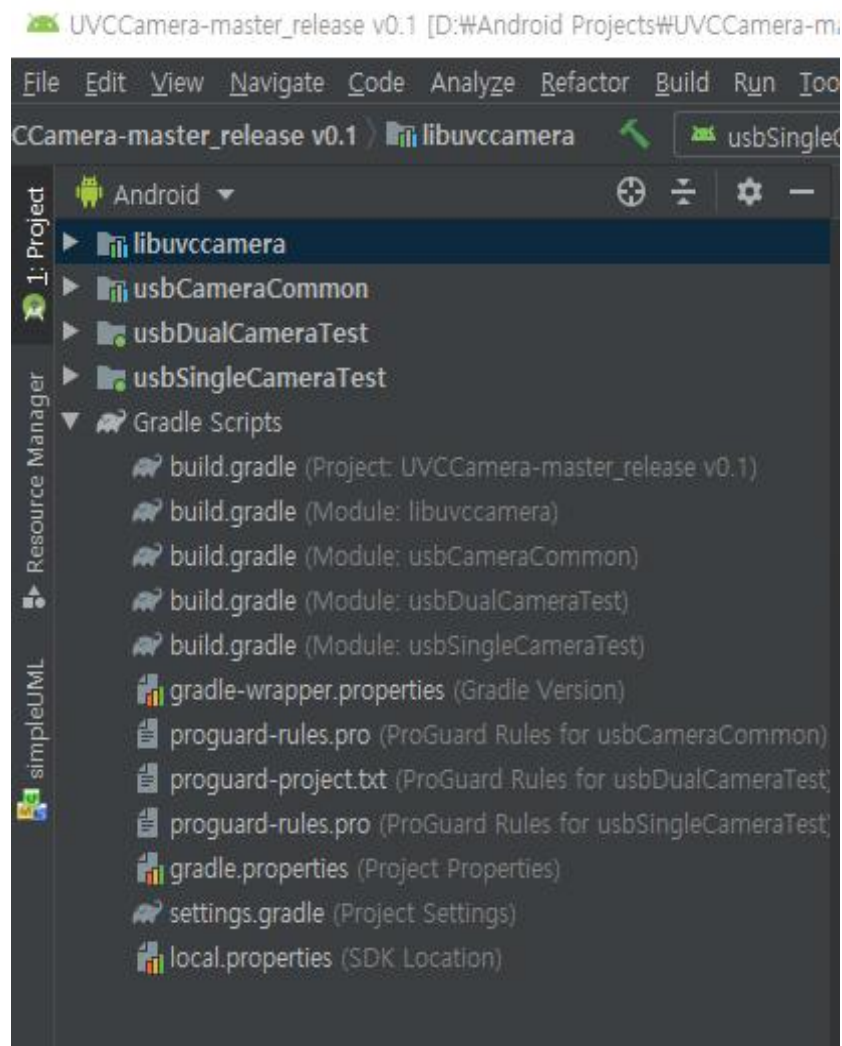 UVCCamera-master_release v0.1 [D:₩Android Projects₩UVCCamera-ma
File Edit View Navigate Code Analyze Refactor Build Run Too
CCamera-master_release v0.1 libuvccamera usbSingleC
Android
1: Project
libuvccamera
usbCameraCommon
usbDualCameraTest
usbSingleCameraTest
Gradle Scripts
build.gradle (Project: UVCCamera-master_release v0.1)
build.gradle (Module: libuvccamera)
build.gradle (Module: usbCameraCommon)
build.gradle (Module: usbDualCameraTest)
build.gradle (Module: usbSingleCameraTest)
gradle-wrapper.properties (Gradle Version)
proguard-rules.pro (ProGuard Rules for usbCameraCommon)
proguard-project.txt (ProGuard Rules for usbDualCameraTest)
proguard-rules.pro (ProGuard Rules for usbSingleCameraTest)
gradle.properties (Project Properties)
settings.gradle (Project Settings)
local.properties (SDK Location)
Resource Manager
simpleUML